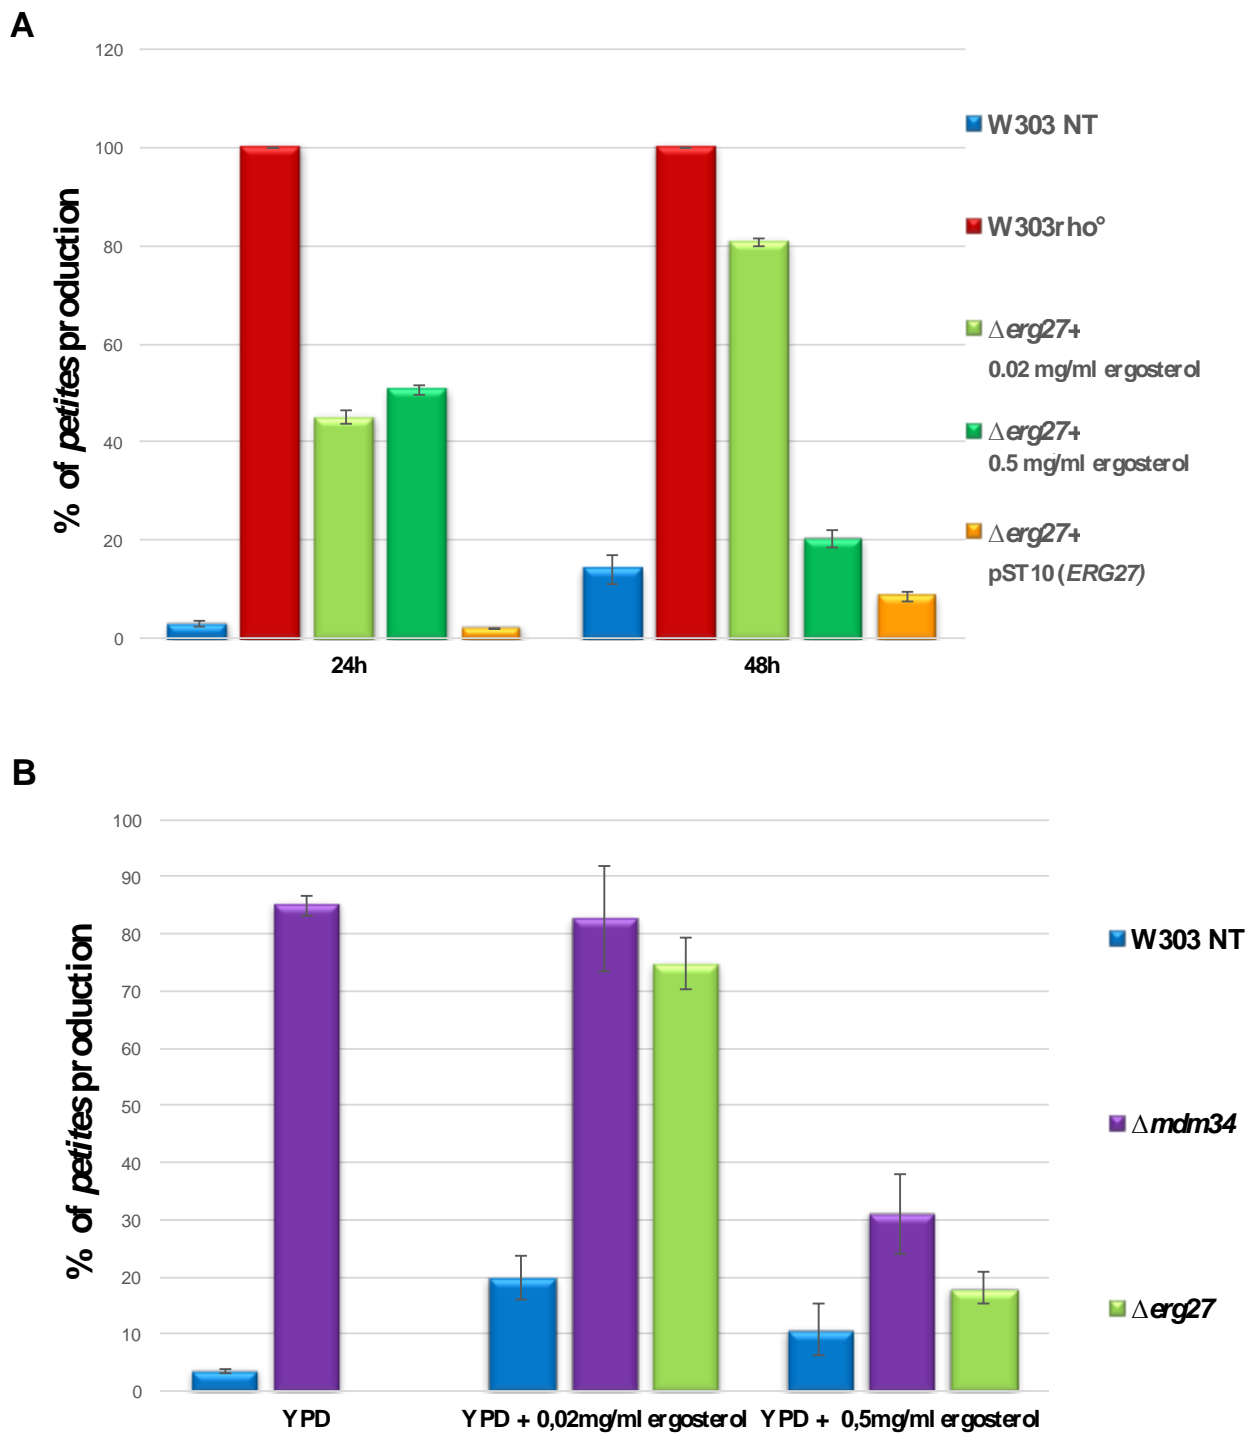 A
120
100
80
60
40
20
0
% of petites production
24h
48h
W303 NT
W303rho°
Δerg27+
0.02 mg/ml ergosterol
Δerg27+
0.5 mg/ml ergosterol
Δerg27+
pST10 (ERG27)
B
100
90
80
70
60
50
40
30
20
10
0
% of petites production
YPD
YPD + 0,02mg/ml ergosterol
YPD + 0,5mg/ml ergosterol
W303 NT
Δmdm34
Δerg27